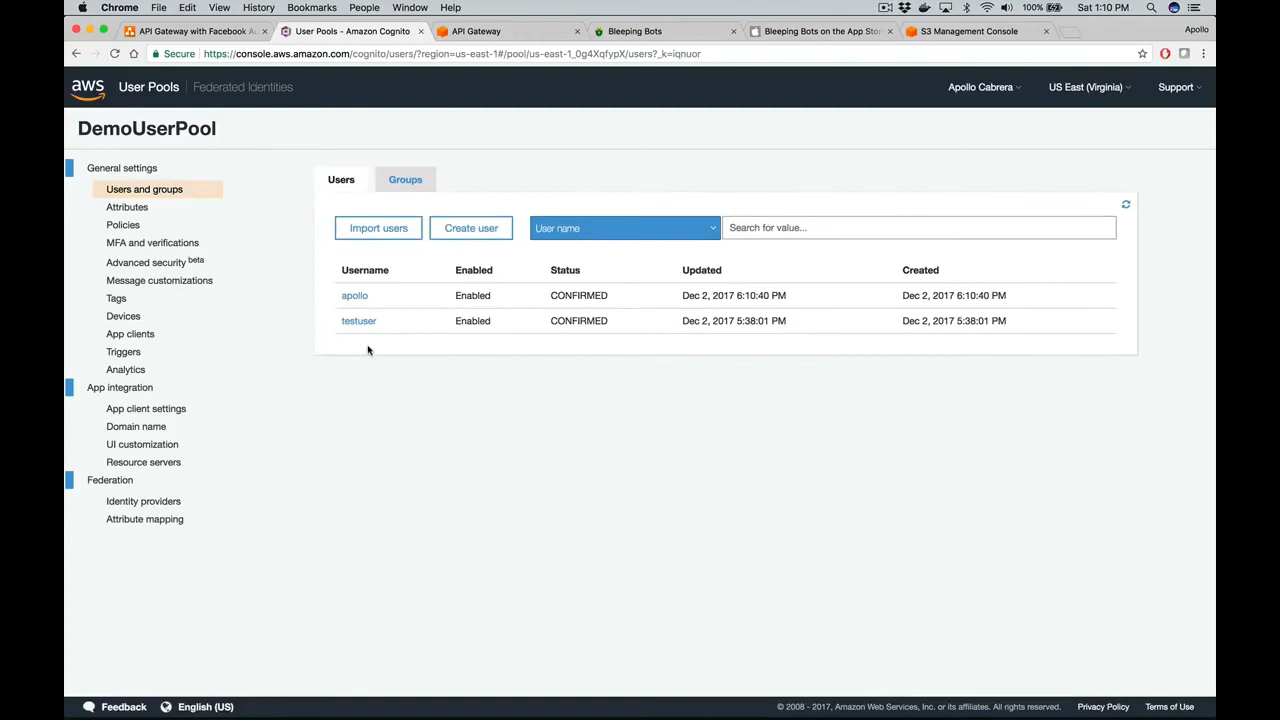 Chrome File Edit View History Bookmarks People Window Help 100% Sat 1:10 PM
API Gateway with Facebook A User Pools - Amazon Cognito API Gateway Bleeping Bots Bleeping Bots on the App Stor S3 Management Console Apollo
Secure https://console.aws.amazon.com/cognito/users/?region=us-east-1#/pool/us-east-1_0g4XqfypX/users?_k=iqnuor
aws User Pools Federated Identities Apollo Cabrera US East (Virginia) Support
DemoUserPool
General settings
Users and groups
Attributes
Policies
MFA and verifications
Advanced security beta
Message customizations
Tags
Devices
App clients
Triggers
Analytics
App integration
App client settings
Domain name
UI customization
Resource servers
Federation
Identity providers
Attribute mapping
Users Groups
Import users Create user User name Search for value...
Username Enabled Status Updated Created
apollo Enabled CONFIRMED Dec 2, 2017 6:10:40 PM Dec 2, 2017 6:10:40 PM
testuser Enabled CONFIRMED Dec 2, 2017 5:38:01 PM Dec 2, 2017 5:38:01 PM
Feedback English (US) © 2008 - 2017, Amazon Web Services, Inc. or its affiliates. All rights reserved. Privacy Policy Terms of Use